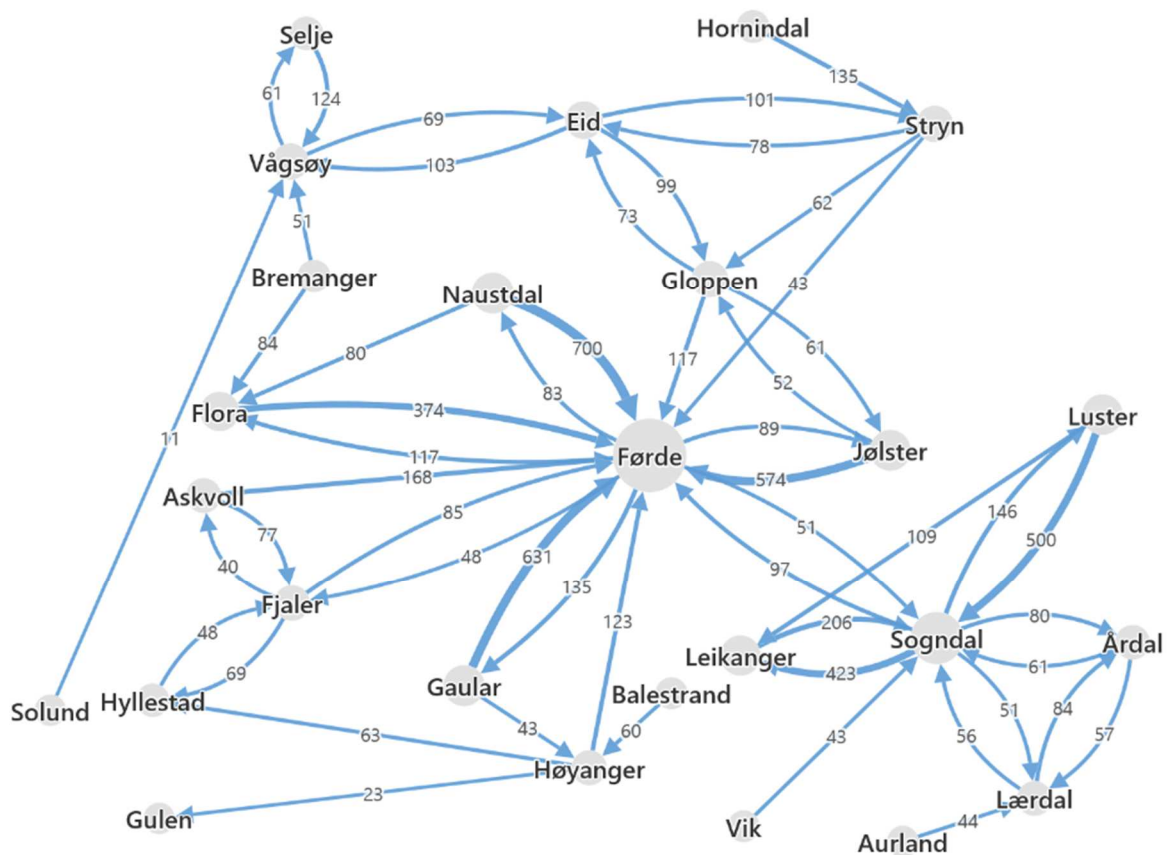 Hornindal
Selje
135
61
124
101
69
Eid
Stryn
78
Vågsøy
103
99
62
73
51
Bremanger
Gloppen
43
Naustdal
84
80
700
117
61
52
83
Flora
374
Luster
89
11
117
Førde
Jølster
168
574
Askvoll
85
51
146
77
109
500
631
48
40
97
135
Fjaler
48
123
206
80
Sogndal
Årdal
Leikanger
61
69
423
Gaular
Balestrand
Hyllestad
Solund
51
84
43
60
63
43
56
57
Høyanger
23
Lærdal
Gulen
Vik
44
Aurland